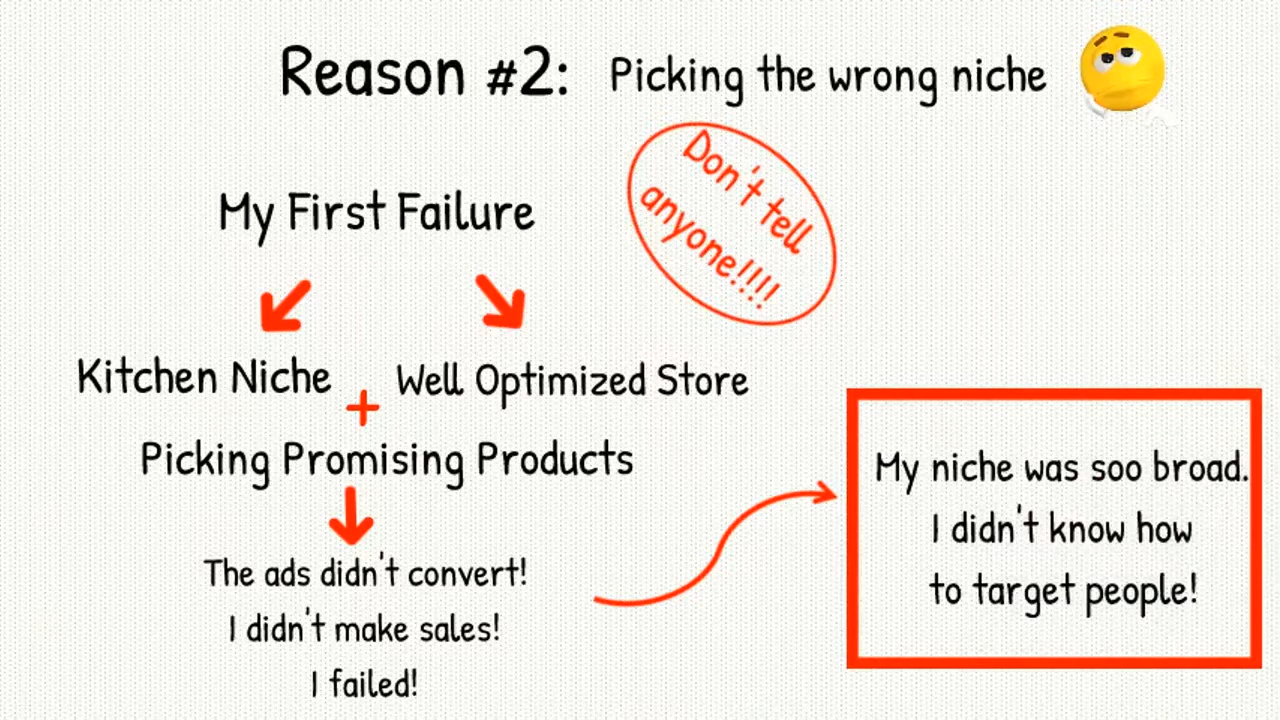 Reason #2: Picking the wrong niche
Don't tell
anyone!!!!
My First Failure
Kitchen Niche + Well Optimized Store
Picking Promising Products
The ads didn't convert!
I didn't make sales!
I failed!
My niche was soo broad.
I didn't know how
to target people!